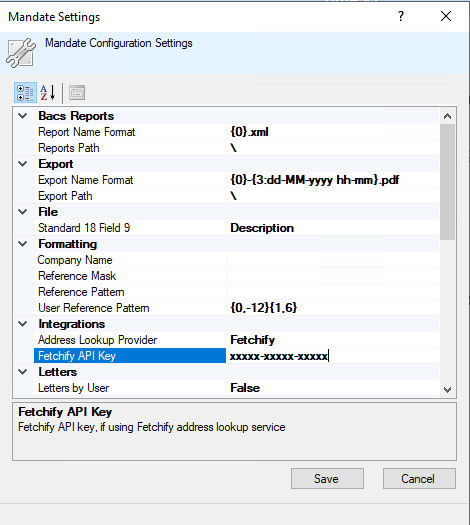 Mandate Settings ?
Mandate Configuration Settings
A
Z
Bacs Reports
Report Name Format {0}.xml
Reports Path \
Export
Export Name Format {0}-{3:dd-MM-yyyy hh-mm}.pdf
Export Path \
File
Standard 18 Field 9 Description
Formatting
Company Name
Reference Mask
Reference Pattern
User Reference Pattern {0,-12}{1,6}
Integrations
Address Lookup Provider Fetchify
Fetchify API Key xxxxx-xxxxx-xxxxx
Letters
Letters by User False
Fetchify API Key
Fetchify API key, if using Fetchify address lookup service
Save Cancel